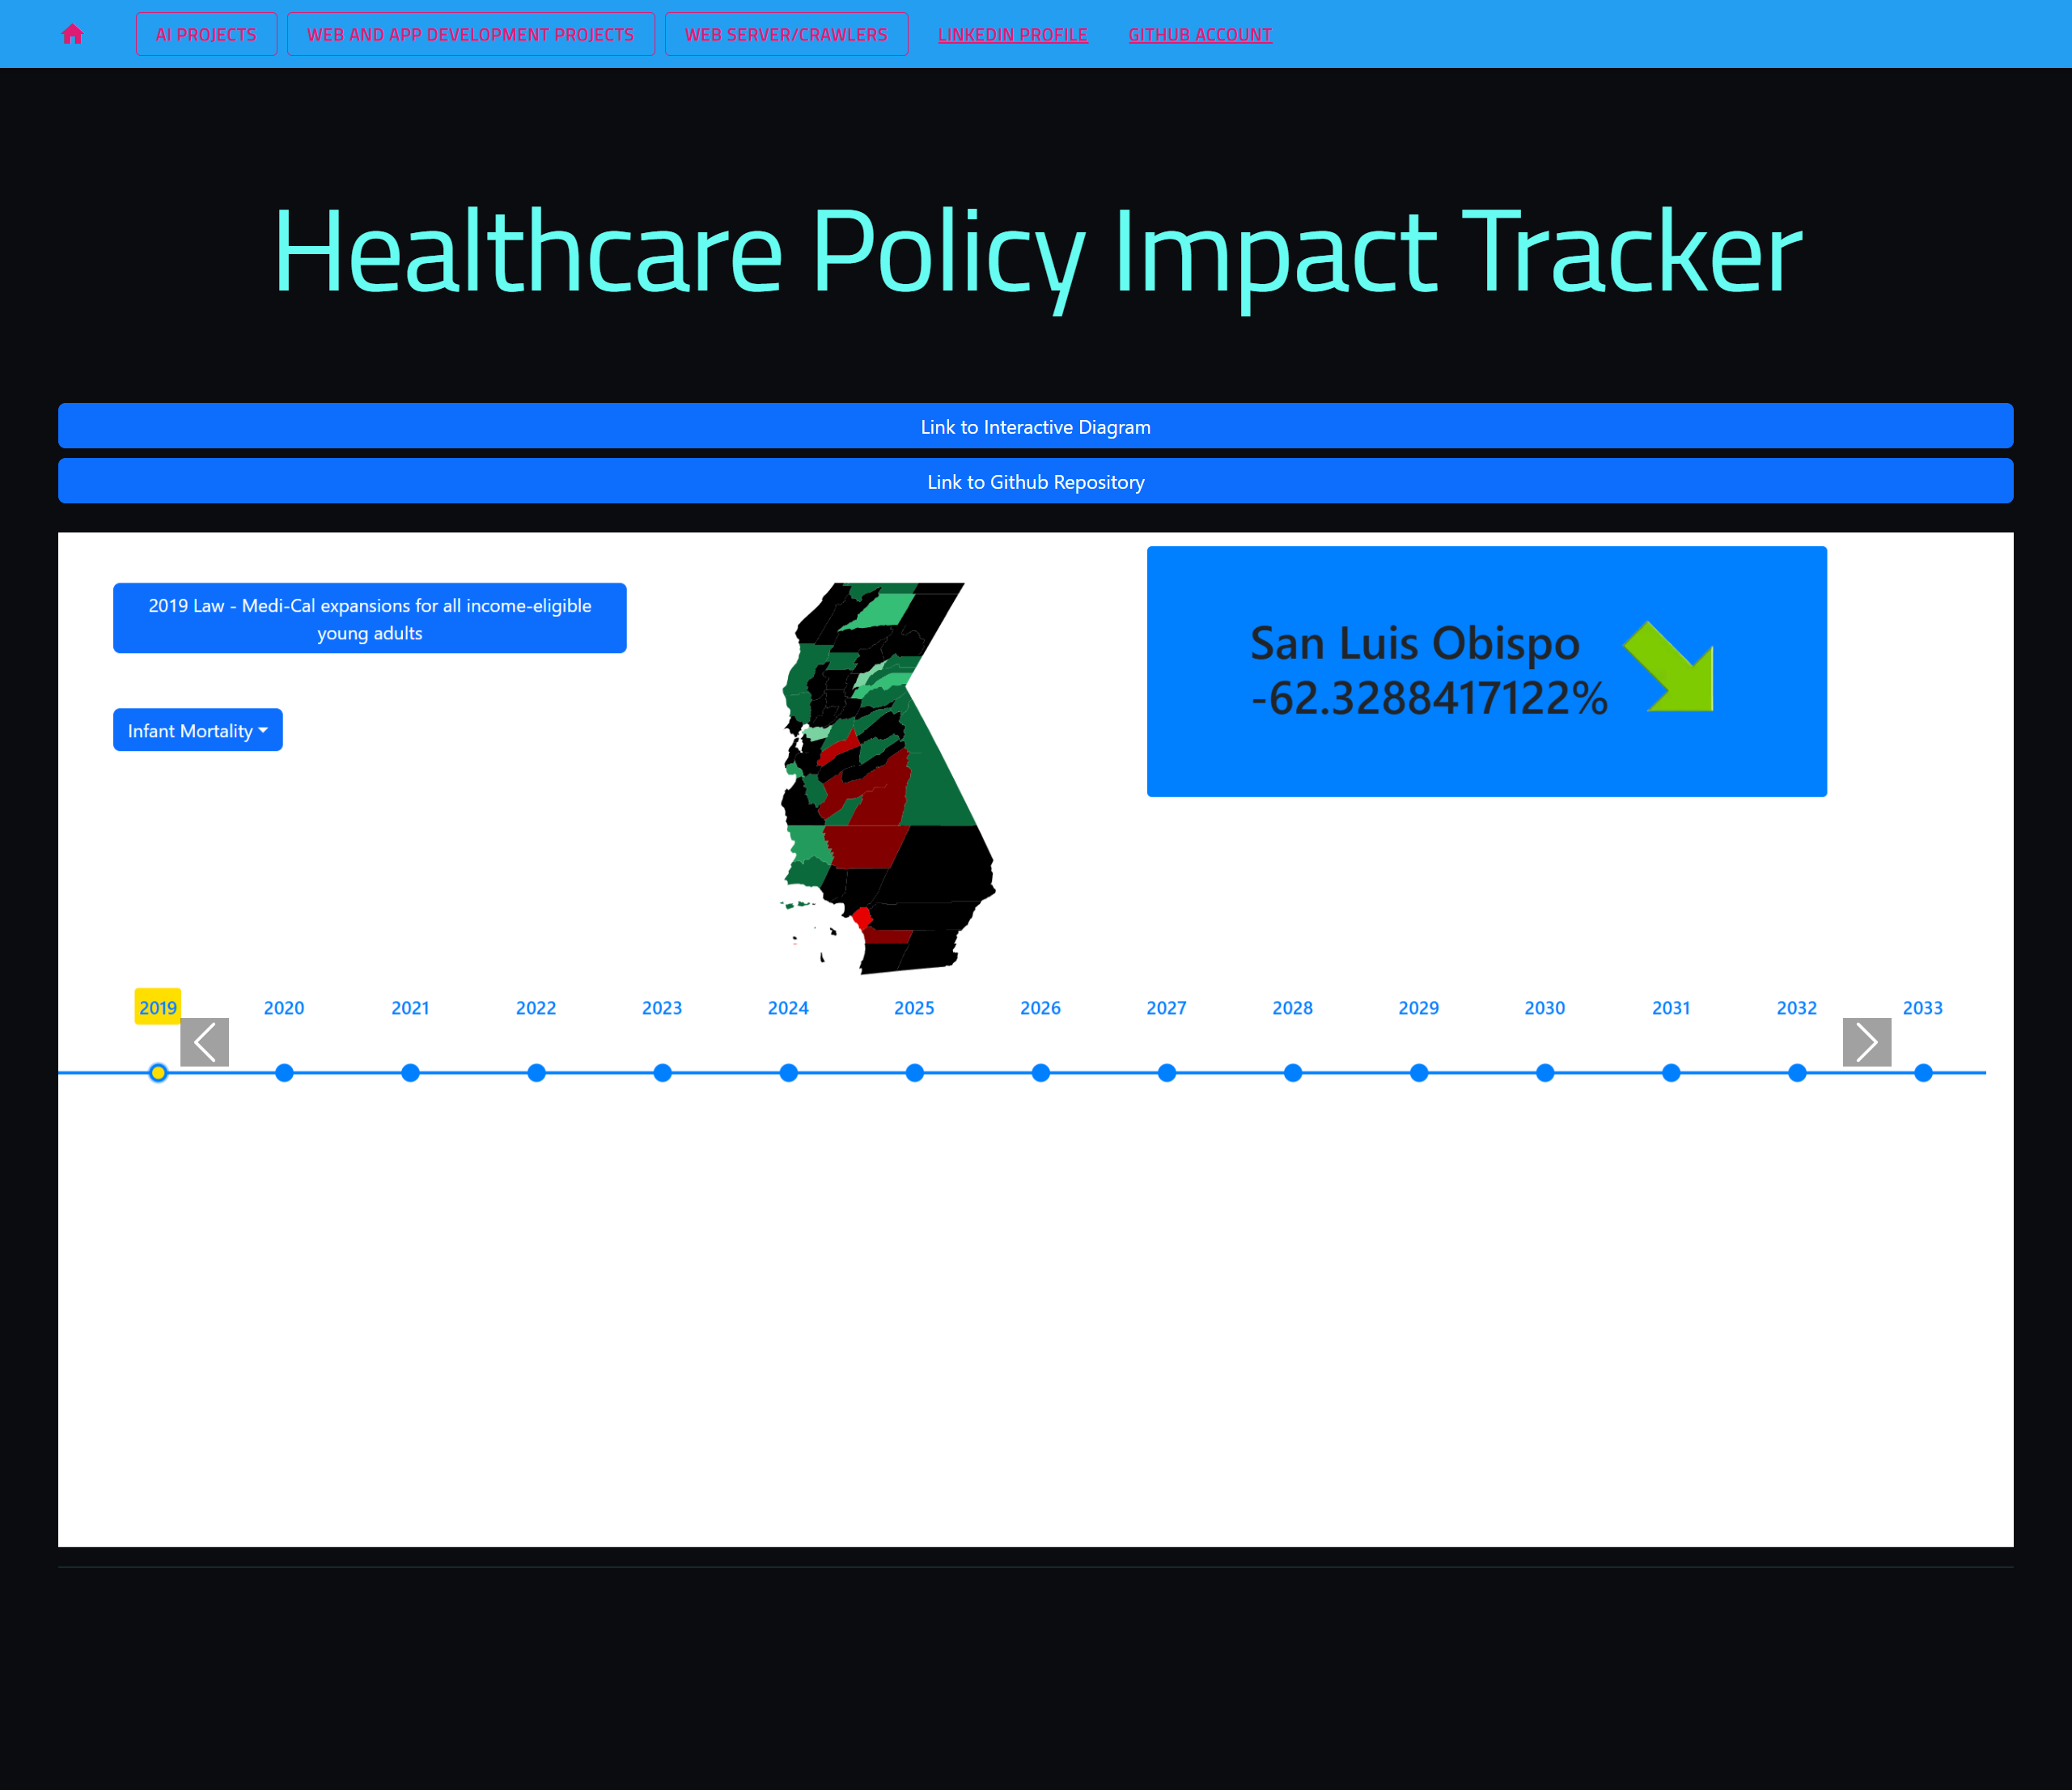 AI PROJECTS
WEB AND APP DEVELOPMENT PROJECTS
WEB SERVER/CRAWLERS
LINKEDIN PROFILE
GITHUB ACCOUNT
Healthcare Policy Impact Tracker
Link to Interactive Diagram
Link to Github Repository
2019 Law - Medi-Cal expansions for all income-eligible
young adults
Infant Mortality
San Luis Obispo
-62.3288417122%
2019 2020 2021 2022 2023 2024 2025 2026 2027 2028 2029 2030 2031 2032 2033